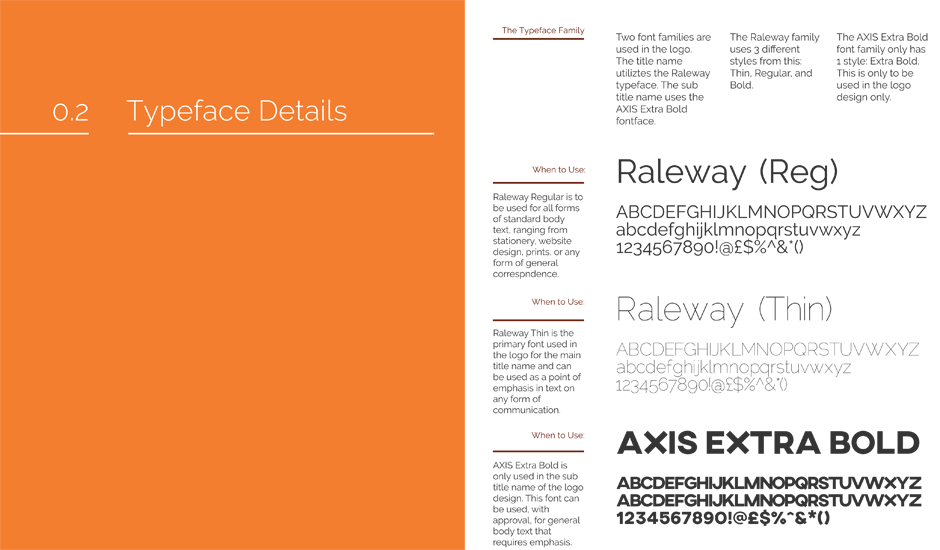 0.2 Typeface Details
The Typeface Family
Two font families are
used in the logo.
The title name
utiliztes the Raleway
typeface. The sub
title name uses the
AXIS Extra Bold
fontface.
The Raleway family
uses 3 different
styles from this:
Thin, Regular, and
Bold.
The AXIS Extra Bold
font family only has
1 style: Extra Bold.
This is only to be
used in the logo
design only.
When to Use:
Raleway Regular is to
be used for all forms
of standard body
text, ranging from
stationery, website
design, prints, or any
form of general
correspndence.
Raleway (Reg)
ABCDEFGHIJKLMNOPQRSTUVWXYZ
abcdefghijklmnopqrstuvwxyz
1234567890!@£$%^&*()
When to Use:
Raleway Thin is the
primary font used in
the logo for the main
title name and can
be used as a point of
emphasis in text on
any form of
communication.
Raleway (Thin)
ABCDEFGHIJKLMNOPQRSTUVWXYZ
abcdefghijklmnopqrstuvwxyz
1234567890!@£$%^&*()
When to Use:
AXIS Extra Bold is
only used in the sub
title name of the logo
design. This font can
be used, with
approval, for general
body text that
requires emphasis.
AXIS EXTRA BOLD
ABCDEFGHIJKLMNOPQRSTUVWXYZ
ABCDEFGHIJKLMNOPQRSTUVWXYZ
1234567890!@£$%^&*()